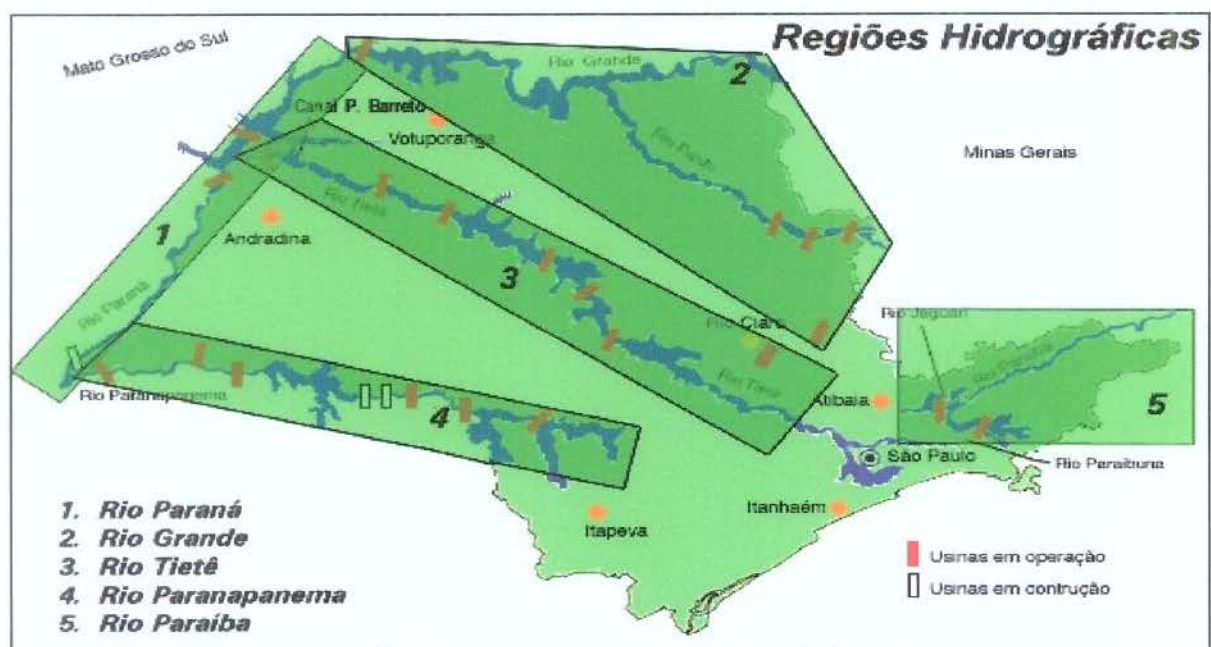 Regiões Hidrográficas
Mato Grosso do Sul
Rio Grande
2
Canal P. Barreto
Votuporanga
Rio Pardo
Minas Gerais
Rio Tietê
1
Andradina
3
Rio Paraná
Rio Claro
Rio Jaguari
Rio Paraíba
Rio Paranapanema
Rio Tietê
4
Atibaia
5
São Paulo
Rio Paraibuna
Itapeva
Itanhaém
1. Rio Paraná
2. Rio Grande
3. Rio Tietê
4. Rio Paranapanema
5. Rio Paraíba
Usinas em operação
Usinas em contrução